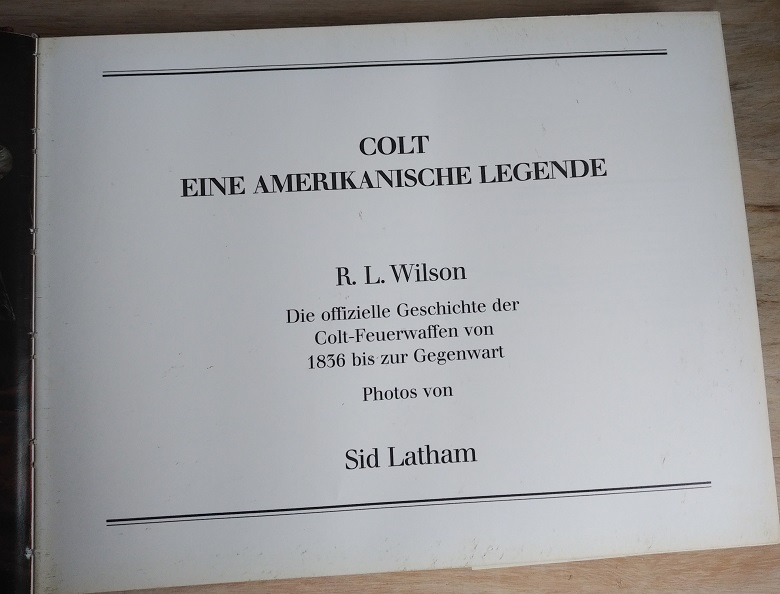 COLT
EINE AMERIKANISCHE LEGENDE
R. L. Wilson
Die offizielle Geschichte der
Colt-Feuerwaffen von
1836 bis zur Gegenwart
Photos von
Sid Latham